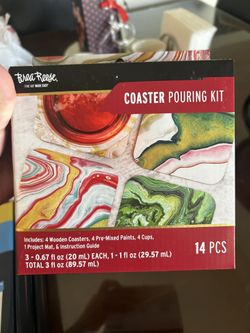 Brea Reese
COASTER POURING KIT
Includes: 4 Wooden Coasters, 4 Pre-Mixed Paints, 4 Cups,
1 Project Mat, & Instruction Guide
14 PCS
3 - 0.67 fl oz (20 mL) EACH, 1 - 1 fl oz (29.57 mL)
TOTAL 3 fl oz (89.57 mL)